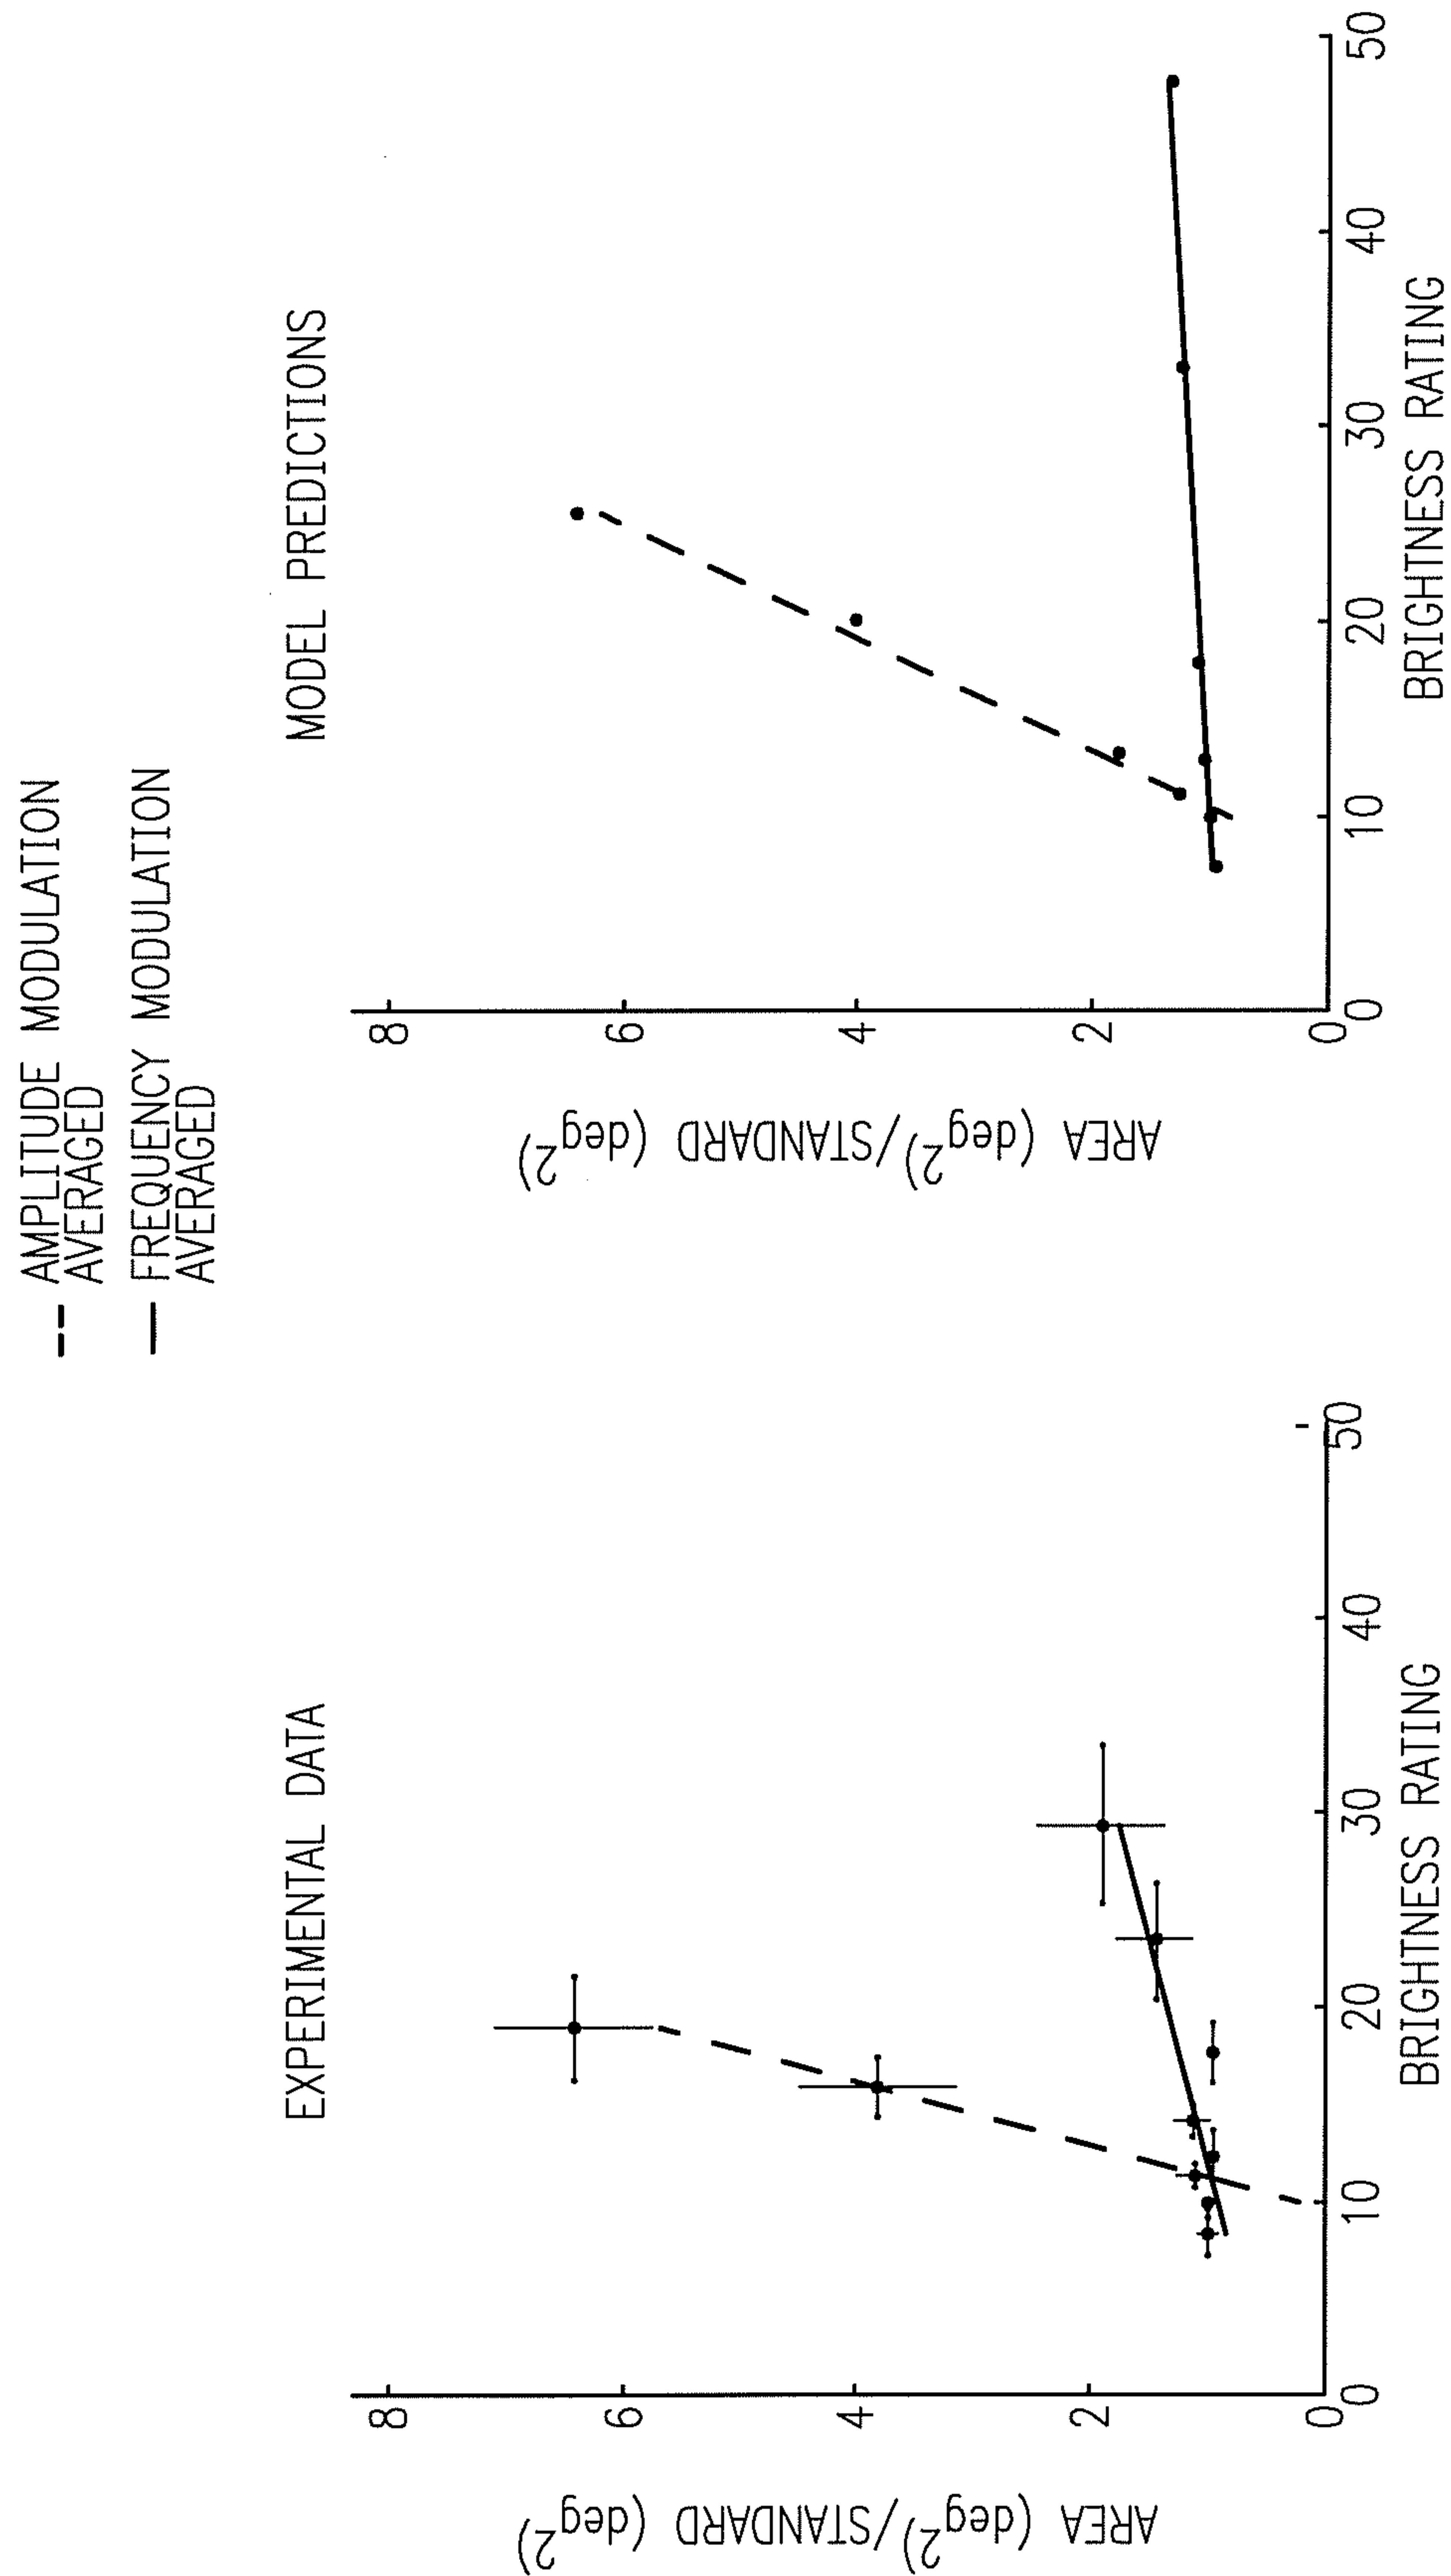 -- AMPLITUDE MODULATION
AVERAGED
— FREQUENCY MODULATION
AVERAGED
EXPERIMENTAL DATA
AREA (deg²)/STANDARD (deg²)
8
6
4
2
0
0 10 20 30 40 50
BRIGHTNESS RATING
MODEL PREDICTIONS
AREA (deg²)/STANDARD (deg²)
8
6
4
2
0
0 10 20 30 40 50
BRIGHTNESS RATING